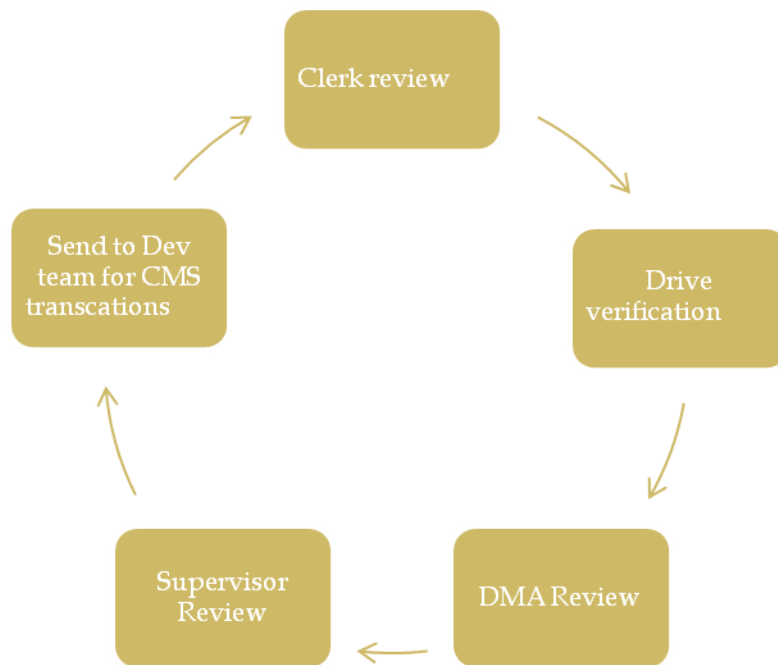 Clerk review
Drive
verification
DMA Review
Supervisor
Review
Send to Dev
team for CMS
transcations